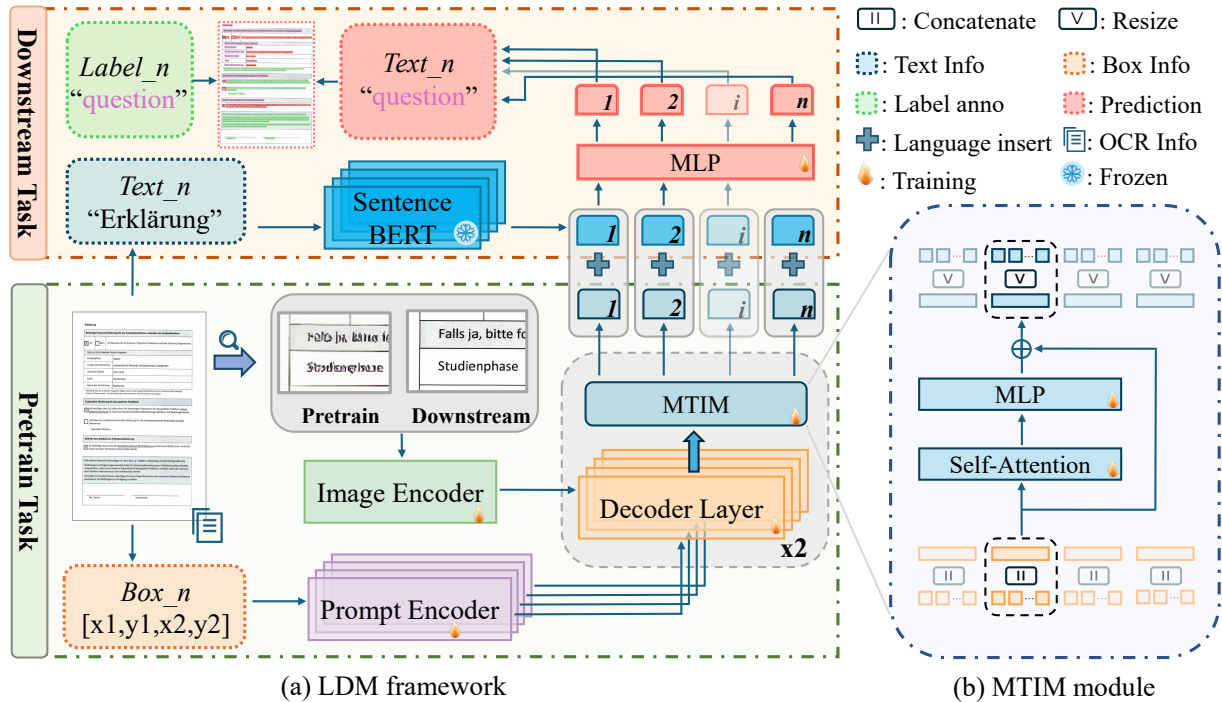 Downstream Task
Label_n
“question”
Text_n
“question”
1
2
i
n
MLP
Text_n
“Erklärung”
Sentence
BERT
1
2
i
n
1
2
i
n
Pretrain Task
Falls ja, bitte fo
Studienphase
Falls ja, bitte fo
Studienphase
Pretrain
Downstream
MTIM
Image Encoder
Decoder Layer
x2
Box_n
[x1,y1,x2,y2]
Prompt Encoder
(a) LDM framework
: Concatenate
: Resize
: Text Info
: Box Info
: Label anno
: Prediction
: Language insert
: OCR Info
: Training
: Frozen
V
V
V
V
MLP
Self-Attention
(b) MTIM module